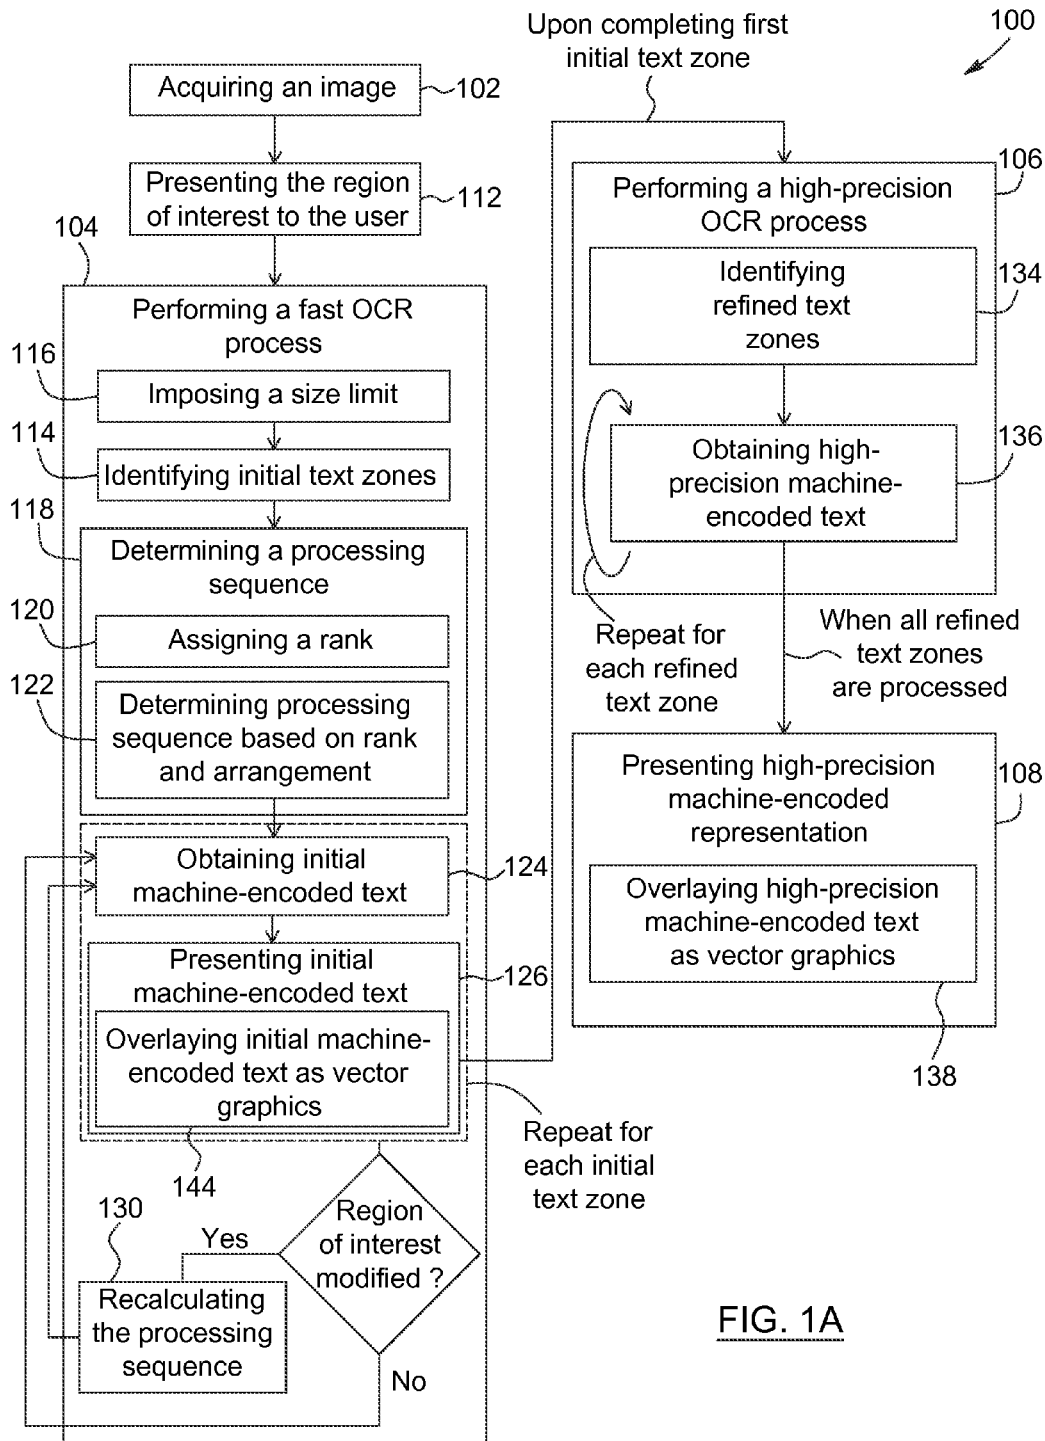 100
Acquiring an image
102
Presenting the region
of interest to the user
112
104
Performing a fast OCR
process
116
Imposing a size limit
114
Identifying initial text zones
118
Determining a processing
sequence
120
Assigning a rank
122
Determining processing
sequence based on rank
and arrangement
Obtaining initial
machine-encoded text
124
Presenting initial
machine-encoded text
126
Overlaying initial machine-
encoded text as vector
graphics
144
Repeat for
each initial
text zone
130
Yes
Region
of interest
modified ?
Recalculating
the processing
sequence
No
Upon completing first
initial text zone
106
Performing a high-precision
OCR process
Identifying
refined text
zones
134
Obtaining high-
precision machine-
encoded text
136
Repeat for
each refined
text zone
When all refined
text zones
are processed
Presenting high-precision
machine-encoded
representation
108
Overlaying high-precision
machine-encoded text
as vector graphics
138
FIG. 1A